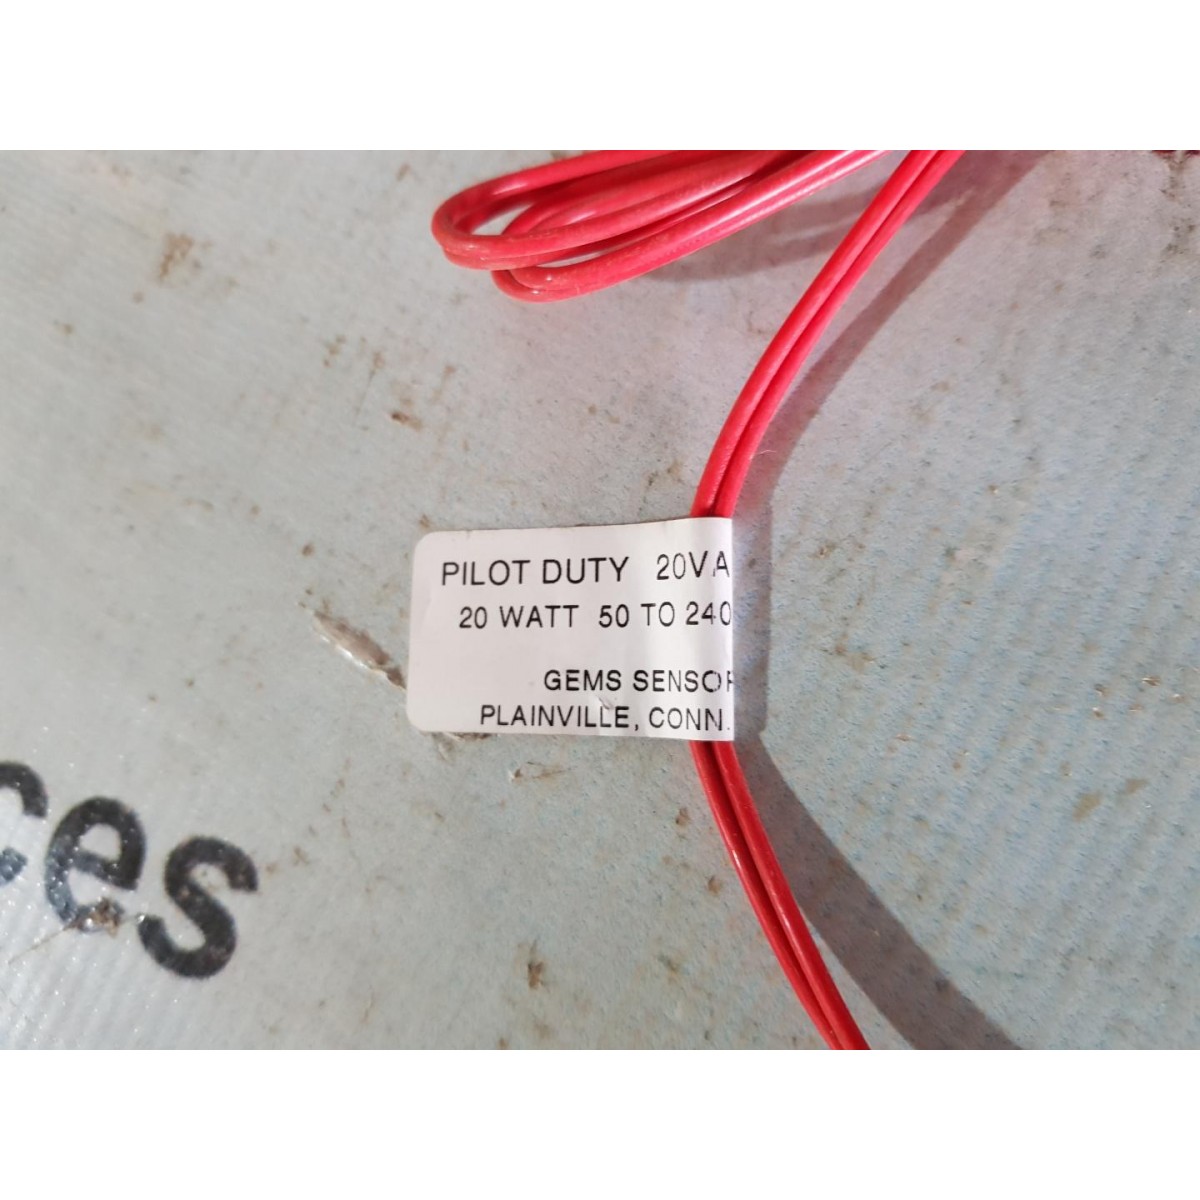 PILOT DUTY 20VA
20 WATT 50 TO 240
GEMS SENSOR
PLAINVILLE, CONN.
ces